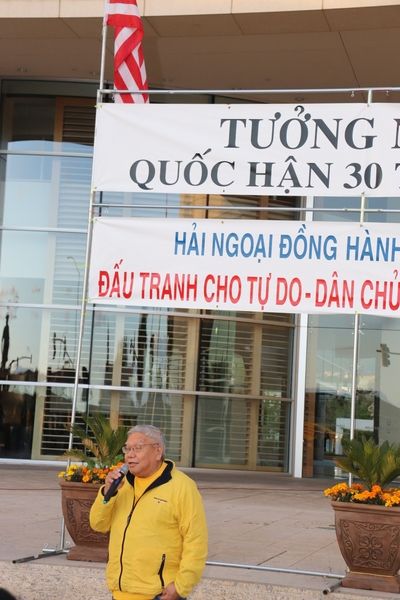 TƯỞNG
QUỐC HẬN 30
HẢI NGOẠI ĐỒNG HÀNH
ĐẤU TRANH CHO TỰ DO - DÂN CHỦ